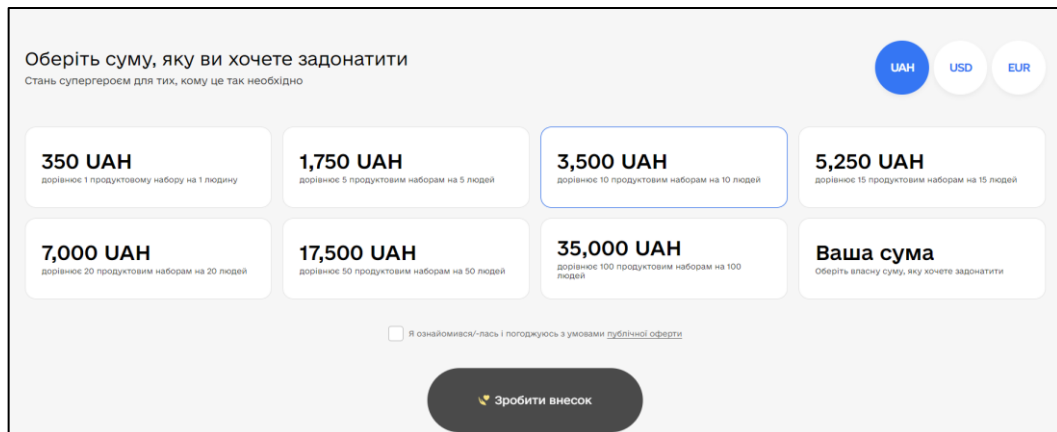 Оберіть суму, яку ви хочете задонатити
Стань супергероєм для тих, кому це так необхідно
UAH
USD
EUR
350 UAH
дорівнює 1 продуктовому набору на 1 людину
1,750 UAH
дорівнює 5 продуктовим наборам на 5 людей
3,500 UAH
дорівнює 10 продуктовим наборам на 10 людей
5,250 UAH
дорівнює 15 продуктовим наборам на 15 людей
7,000 UAH
дорівнює 20 продуктовим наборам на 20 людей
17,500 UAH
дорівнює 50 продуктовим наборам на 50 людей
35,000 UAH
дорівнює 100 продуктовим наборам на 100
людей
Ваша сума
Оберіть власну суму, яку хочете задонатити
Я ознайомився/-лась і погоджуюсь з умовами публічної оферти
Зробити внесок